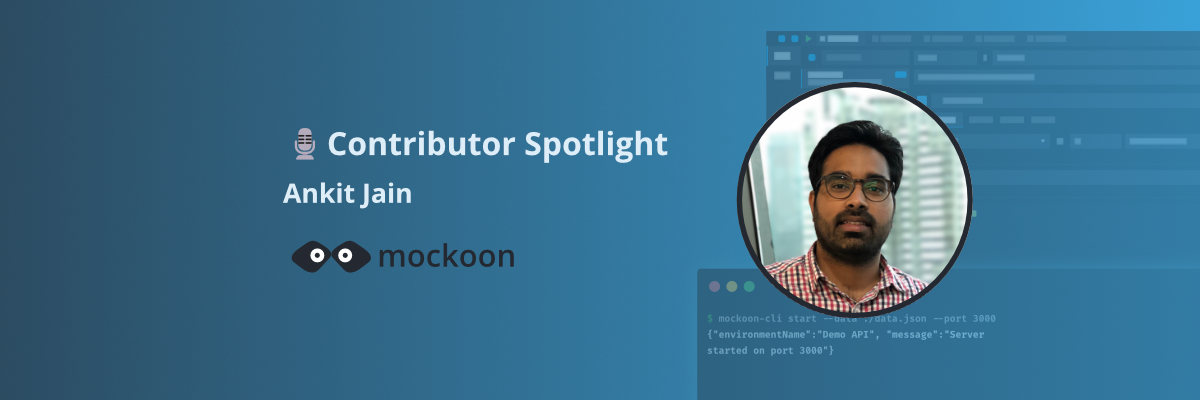 Contributor Spotlight
Ankit Jain
mockoon
$ mockoon-cli start --data ./data.json --port 3000
{"environmentName":"Demo API", "message":"Server
started on port 3000"}